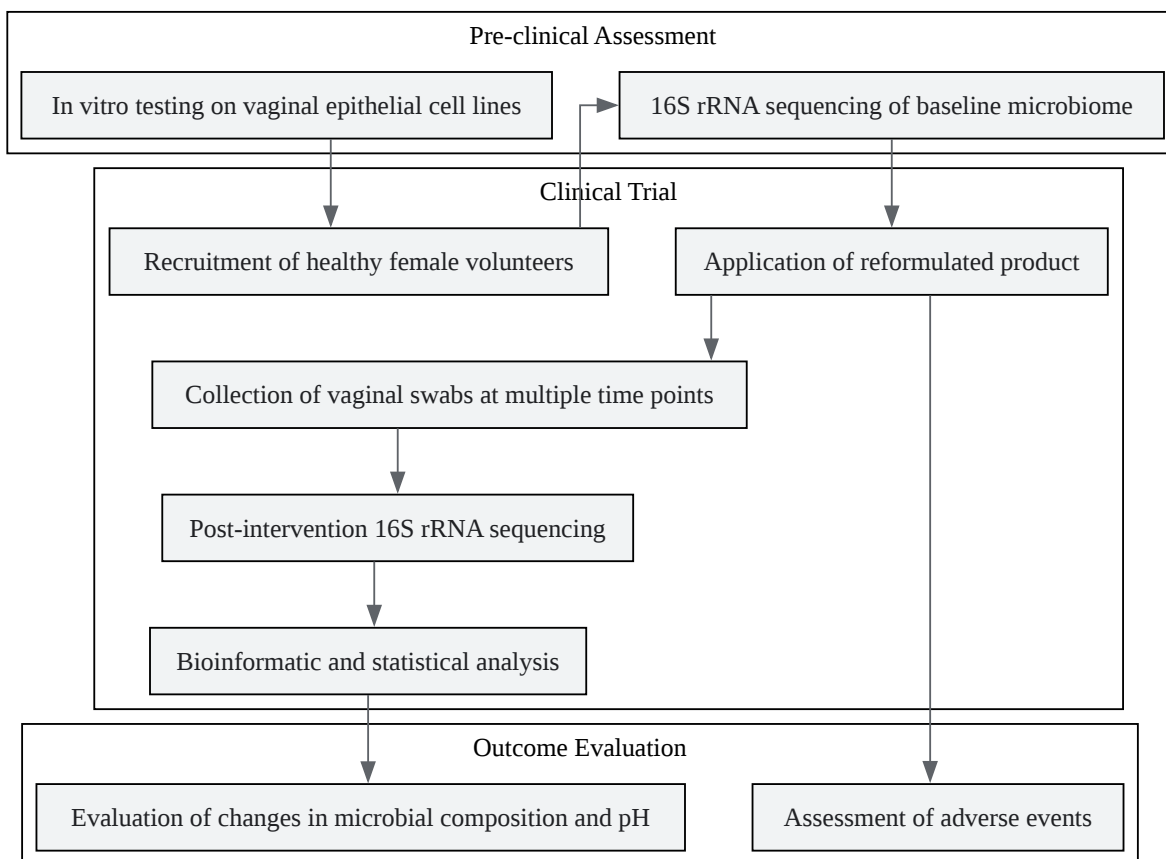 Pre-clinical Assessment
In vitro testing on vaginal epithelial cell lines
16S rRNA sequencing of baseline microbiome
Clinical Trial
Recruitment of healthy female volunteers
Application of reformulated product
Collection of vaginal swabs at multiple time points
Post-intervention 16S rRNA sequencing
Bioinformatic and statistical analysis
Outcome Evaluation
Evaluation of changes in microbial composition and pH
Assessment of adverse events